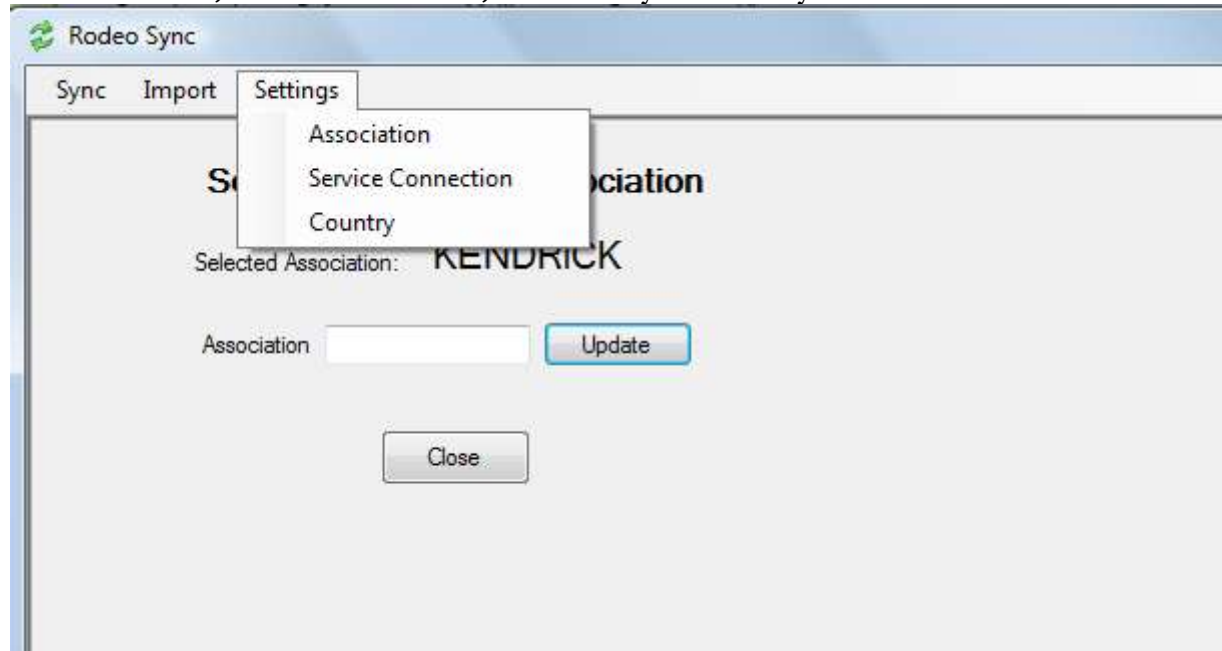 Rodeo Sync
Sync Import Settings
Association
Service Connection
Country
Selected Association: KENDRICK
Association Update
Close